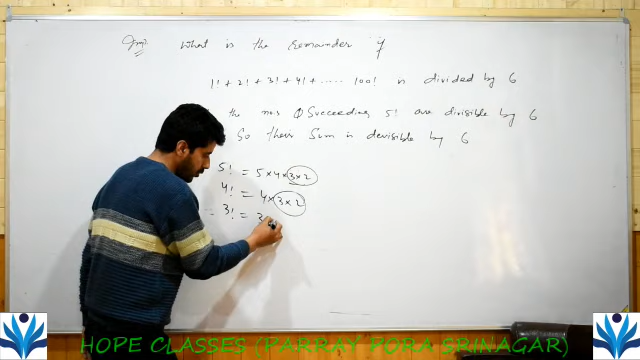 What is the remainder if
1! + 2! + 3! + 4! + ..... 100! is divided by 6
the nos Succeeding 5! are divisible by 6
So their Sum is devisible by 6
5! = 5 × 4 × 3 × 2
4! = 4 × 3 × 2
3! = 3
HOPE CLASSES (PARRAY PORA SRINAGAR)